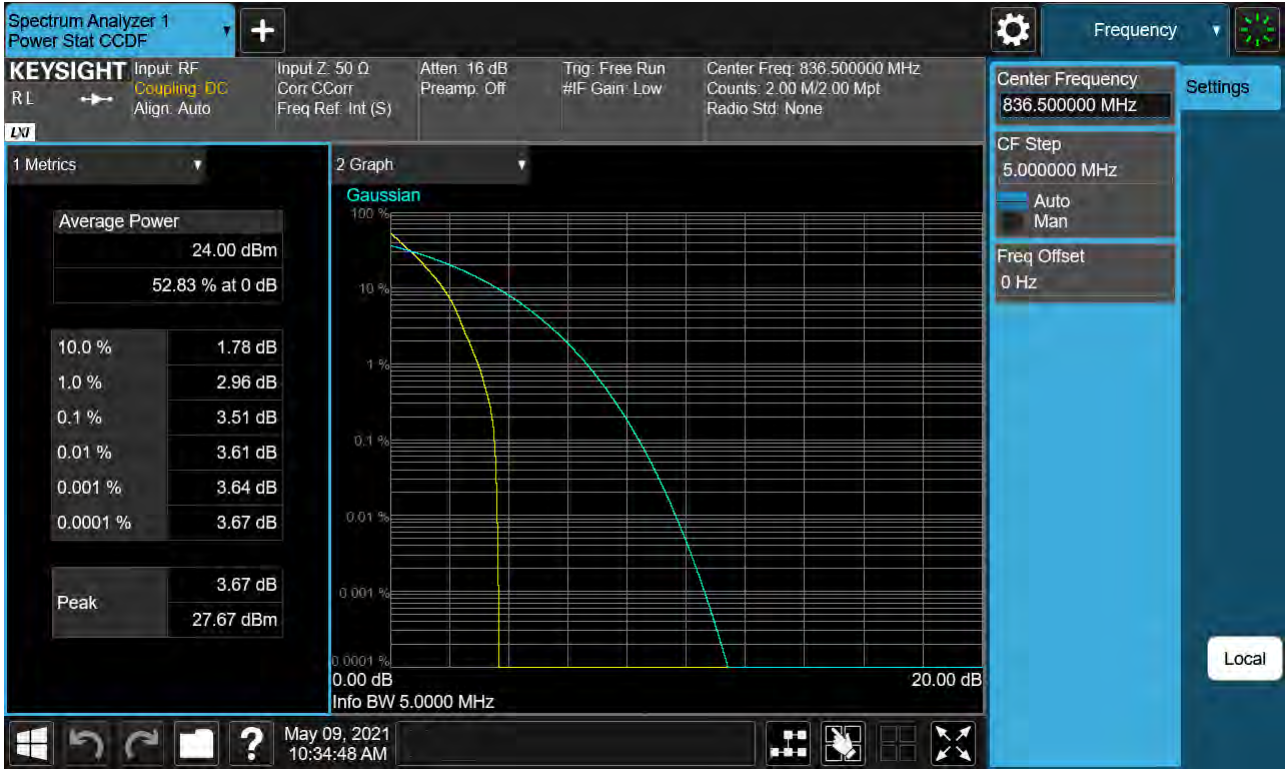 Spectrum Analyzer 1
Power Stat CCDF
Frequency
KEYSIGHT
R L
LXI
Input: RF
Coupling: DC
Align: Auto
Input Z: 50 Ω
Corr CCorr
Freq Ref: Int (S)
Atten: 16 dB
Preamp: Off
Trig: Free Run
#IF Gain: Low
Center Freq: 836.500000 MHz
Counts: 2.00 M/2.00 Mpt
Radio Std: None
Center Frequency
836.500000 MHz
Settings
CF Step
5.000000 MHz
Auto
Man
Freq Offset
0 Hz
Local
1 Metrics
Average Power
24.00 dBm
52.83 % at 0 dB
10.0 % 1.78 dB
1.0 % 2.96 dB
0.1 % 3.51 dB
0.01 % 3.61 dB
0.001 % 3.64 dB
0.0001 % 3.67 dB
Peak
3.67 dB
27.67 dBm
2 Graph
Gaussian
100 %
10 %
1 %
0.1 %
0.01 %
0.001 %
0.0001 %
0.00 dB
20.00 dB
Info BW 5.0000 MHz
?
May 09, 2021
10:34:48 AM